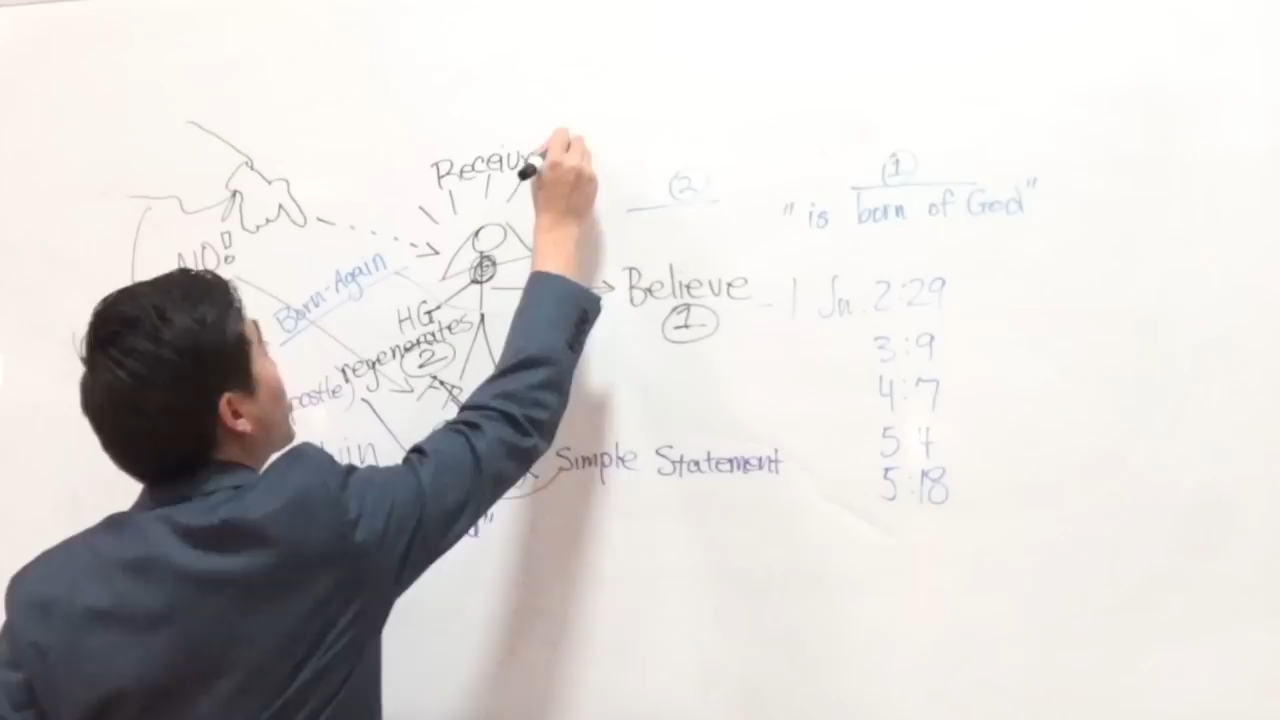 Receiv
(2)
1
" is born of God"
NO!
Born-Again
Believe
1
1 Jn. 2:29
HG
regenerates
2
3:9
4:7
5:4
5:18
Simple Statement